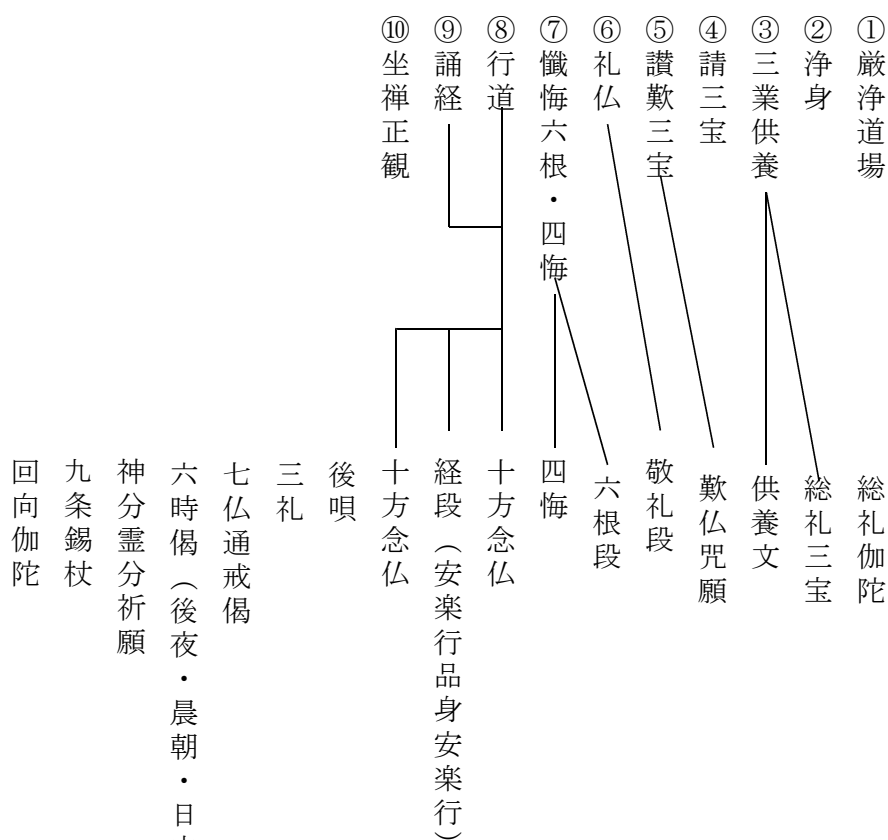 ①厳浄道場
②浄身
③三業供養
④請三宝
⑤讃歎三宝
⑥礼仏
⑦懺悔六根・四悔
⑧行道
⑨誦経
⑩坐禅正観
総礼伽陀
総礼三宝
供養文
歎仏咒願
敬礼段
六根段
四悔
十方念仏
経段（安楽行品身安楽行）
十方念仏
後唄
三礼
七仏通戒偈
六時偈（後夜・晨朝・日
神分霊分祈願
九条錫杖
回向伽陀